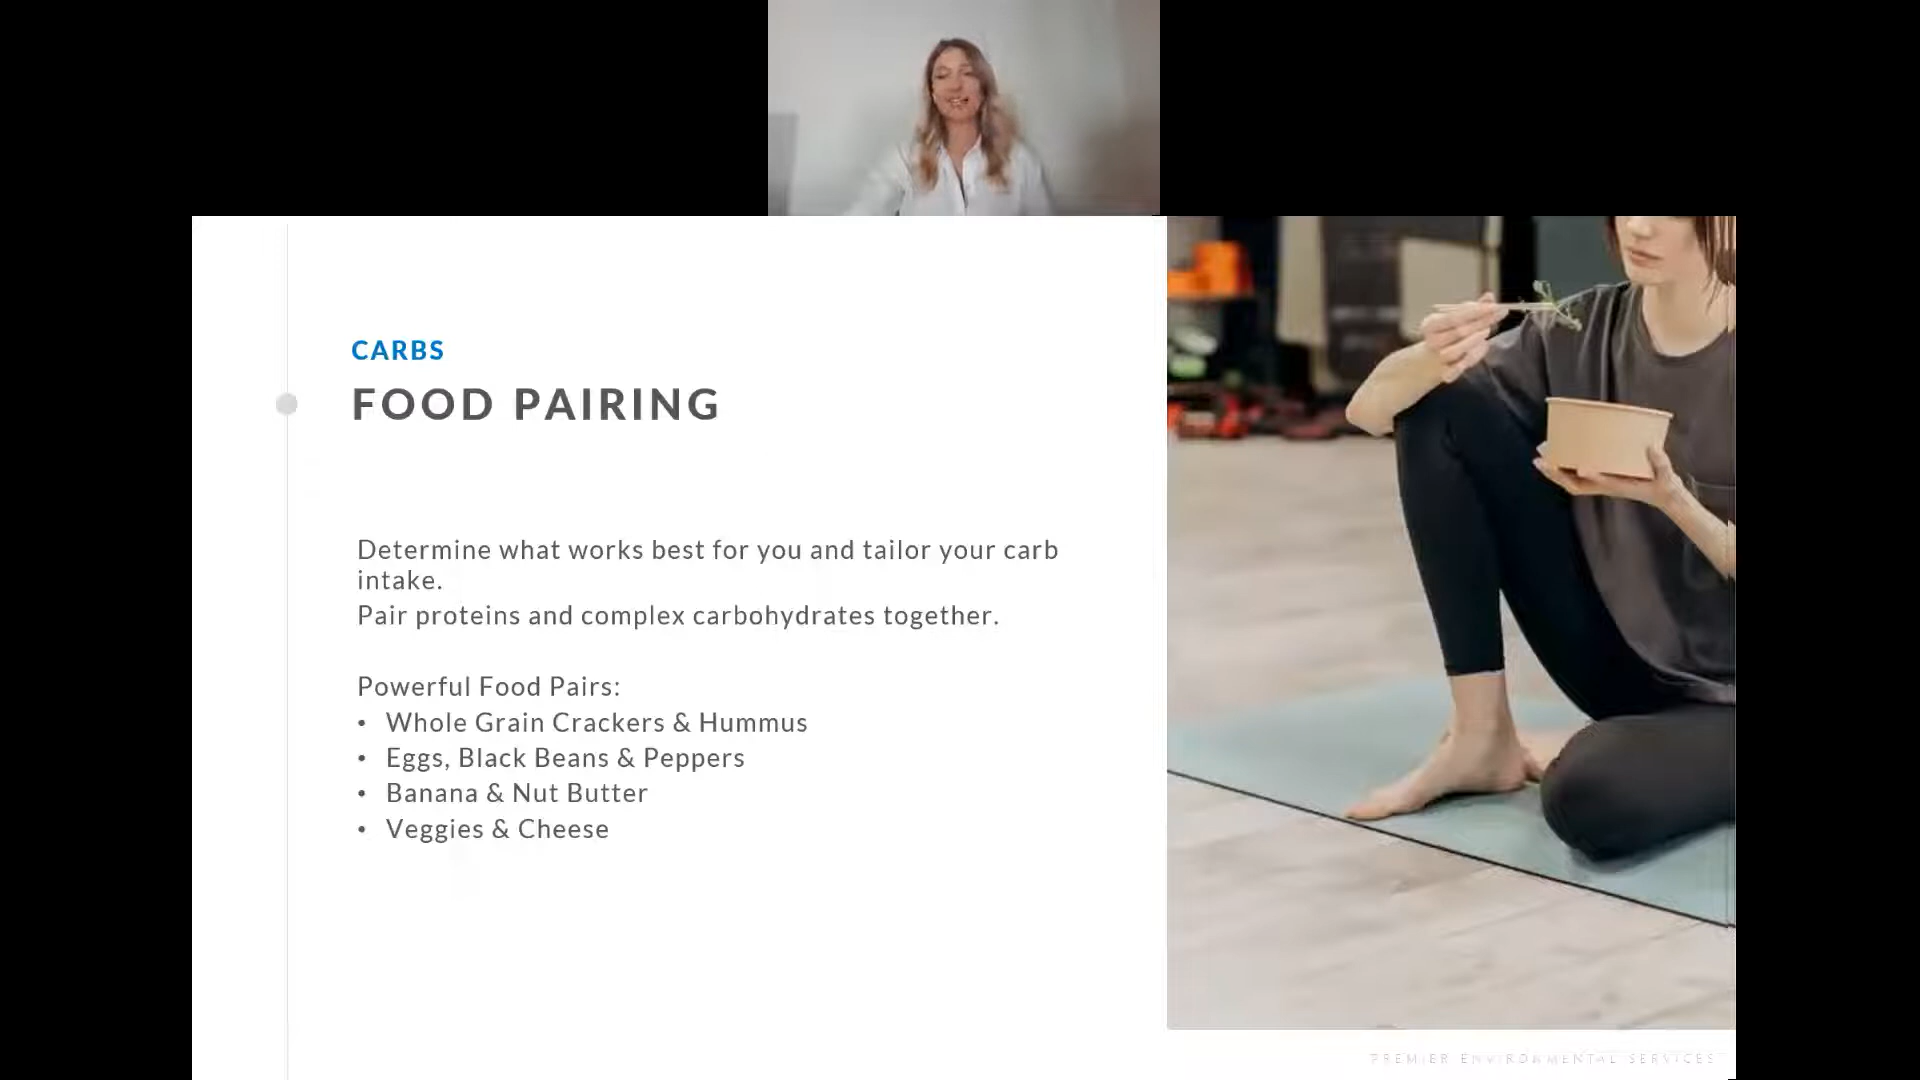 CARBS
FOOD PAIRING
Determine what works best for you and tailor your carb
intake.
Pair proteins and complex carbohydrates together.
Powerful Food Pairs:
• Whole Grain Crackers & Hummus
• Eggs, Black Beans & Peppers
• Banana & Nut Butter
• Veggies & Cheese
PREMIER ENVIRONMENTAL SERVICES